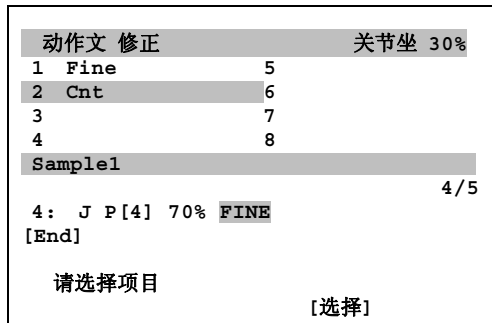 动作文 修正 关节坐 30%
1 Fine 5
2 Cnt 6
3 7
4 8
Sample1
4/5
4: J P[4] 70% FINE
[End]
请选择项目
[选择]